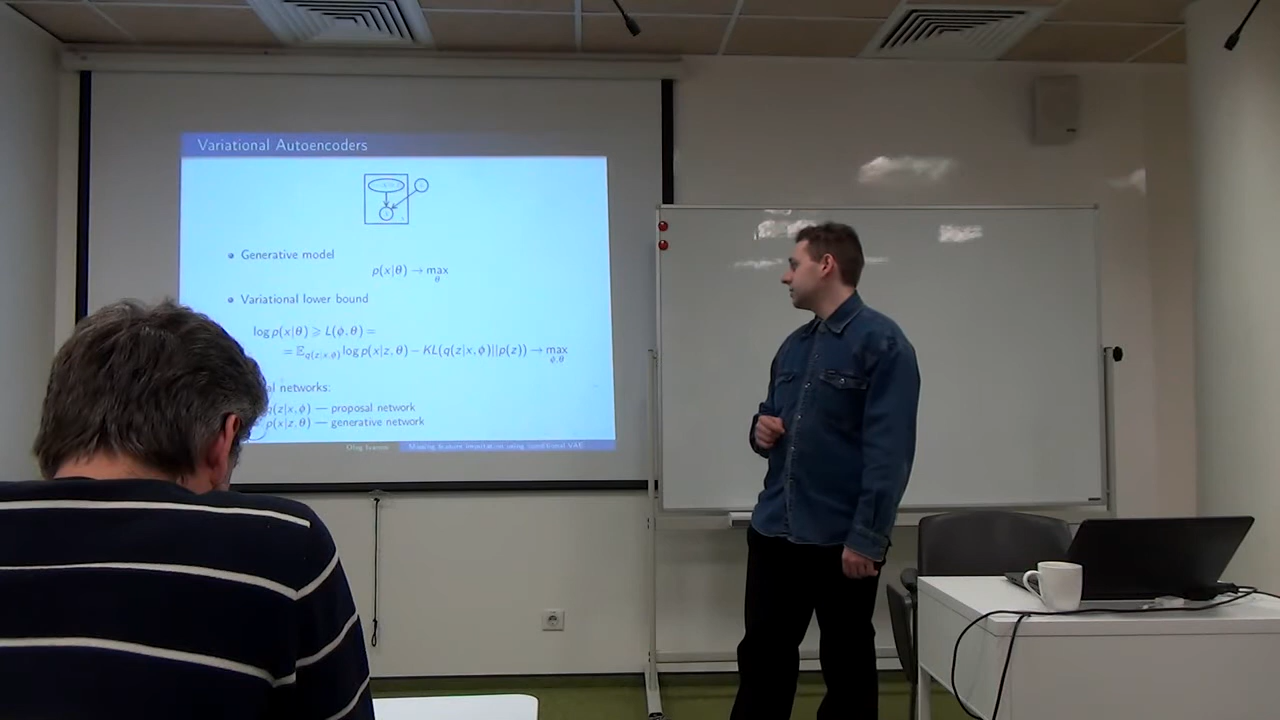 Variational Autoencoders
Generative model
p(x|θ) → max
θ
Variational lower bound
log p(x|θ) ⩾ L(ϕ, θ) =
= 𝔼q(z|x,ϕ) log p(x|z, θ) − KL(q(z|x, ϕ)||p(z)) → max
ϕ,θ
networks:
q(z|x, ϕ) — proposal network
p(x|z, θ) — generative network
Oleg Ivanov Missing feature imputation using conditional VAE